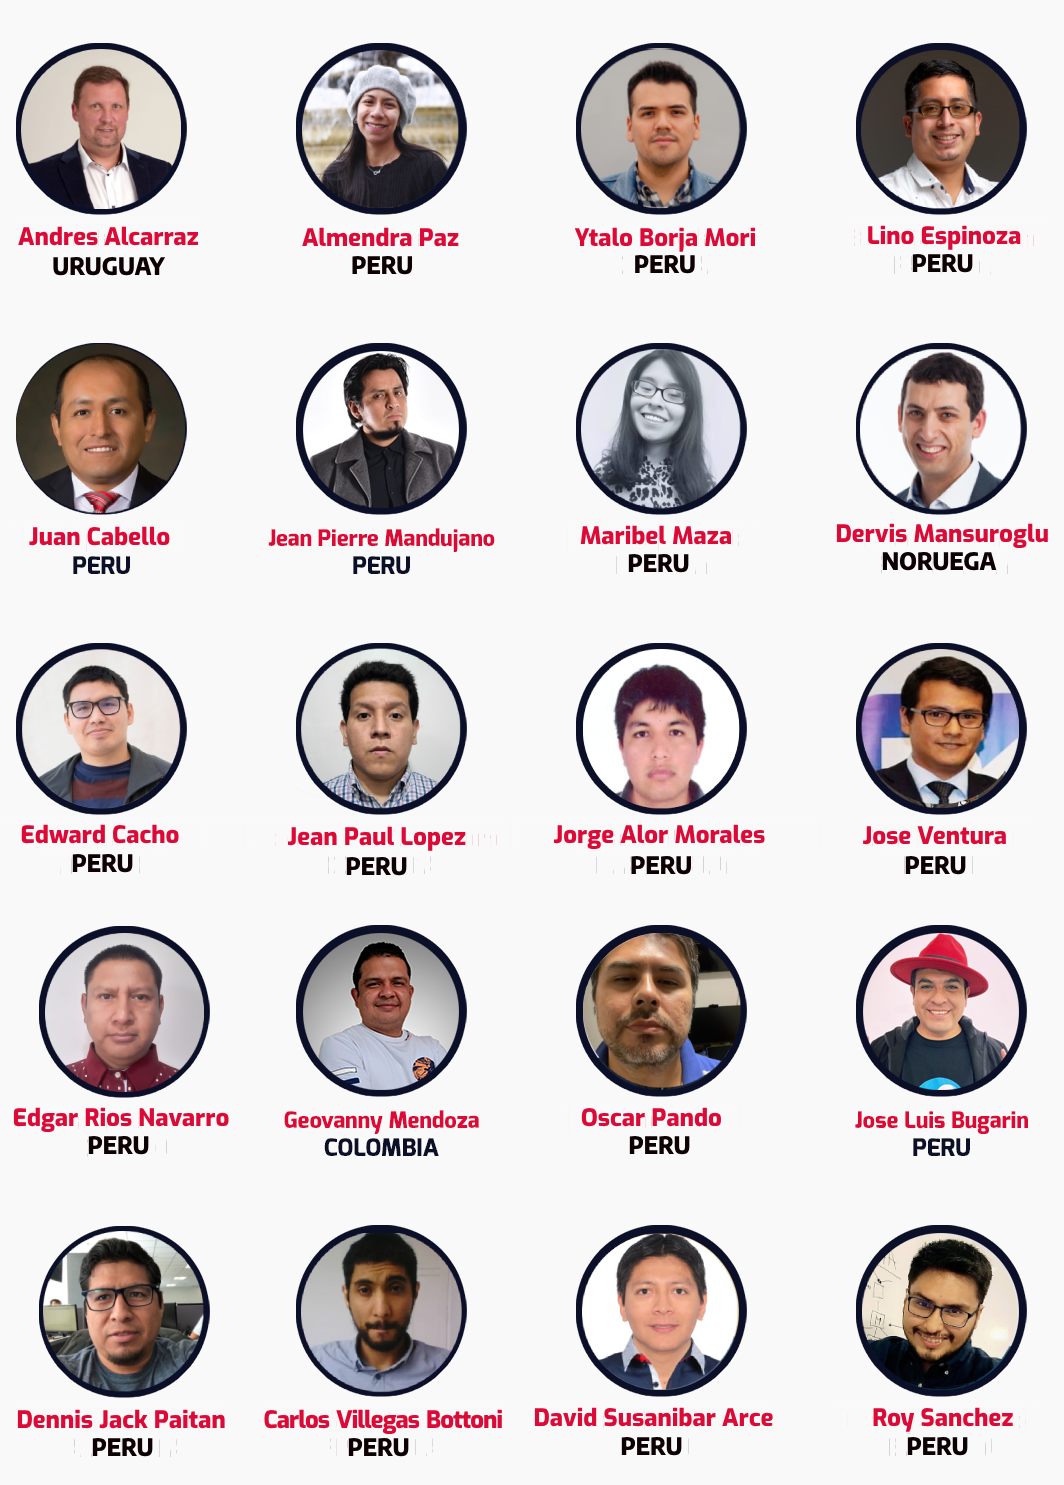 Andres Alcarraz
URUGUAY
Almendra Paz
PERU
Ytalo Borja Mori
PERU
Lino Espinoza
PERU
Juan Cabello
PERU
Jean Pierre Mandujano
PERU
Maribel Maza
PERU
Dervis Mansuroglu
NORUEGA
Edward Cacho
PERU
Jean Paul Lopez
PERU
Jorge Alor Morales
PERU
Jose Ventura
PERU
Edgar Rios Navarro
PERU
Geovanny Mendoza
COLOMBIA
Oscar Pando
PERU
Jose Luis Bugarin
PERU
Dennis Jack Paitan
PERU
Carlos Villegas Bottoni
PERU
David Susanibar Arce
PERU
Roy Sanchez
PERU